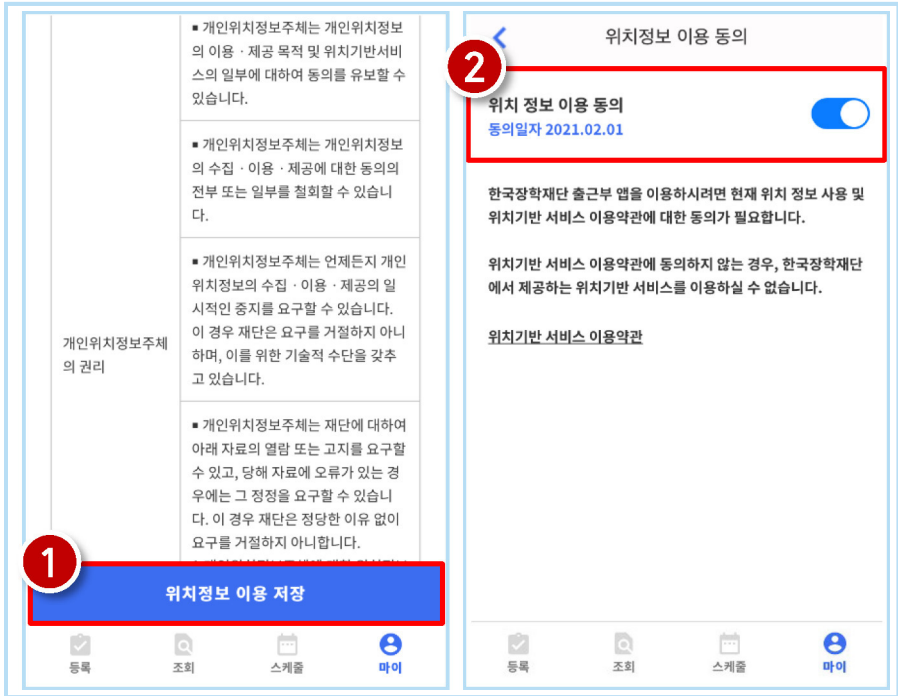 ■ 개인위치정보주체는 개인위치정보
의 이용 · 제공 목적 및 위치기반서비
스의 일부에 대하여 동의를 유보할 수
있습니다.
■ 개인위치정보주체는 개인위치정보
의 수집 · 이용 · 제공에 대한 동의의
전부 또는 일부를 철회할 수 있습니
다.
■ 개인위치정보주체는 언제든지 개인
위치정보의 수집 · 이용 · 제공의 일
시적인 중지를 요구할 수 있습니다.
이 경우 재단은 요구를 거절하지 아니
하며, 이를 위한 기술적 수단을 갖추
고 있습니다.
개인위치정보주체
의 권리
■ 개인위치정보주체는 재단에 대하여
아래 자료의 열람 또는 고지를 요구할
수 있고, 당해 자료에 오류가 있는 경
우에는 그 정정을 요구할 수 있습니
다. 이 경우 재단은 정당한 이유 없이
요구를 거절하지 아니합니다.
1
위치정보 이용 저장
등록
조회
스케줄
마이
위치정보 이용 동의
2
위치 정보 이용 동의
동의일자 2021.02.01
한국장학재단 출근부 앱을 이용하시려면 현재 위치 정보 사용 및
위치기반 서비스 이용약관에 대한 동의가 필요합니다.
위치기반 서비스 이용약관에 동의하지 않는 경우, 한국장학재단
에서 제공하는 위치기반 서비스를 이용하실 수 없습니다.
위치기반 서비스 이용약관
등록
조회
스케줄
마이